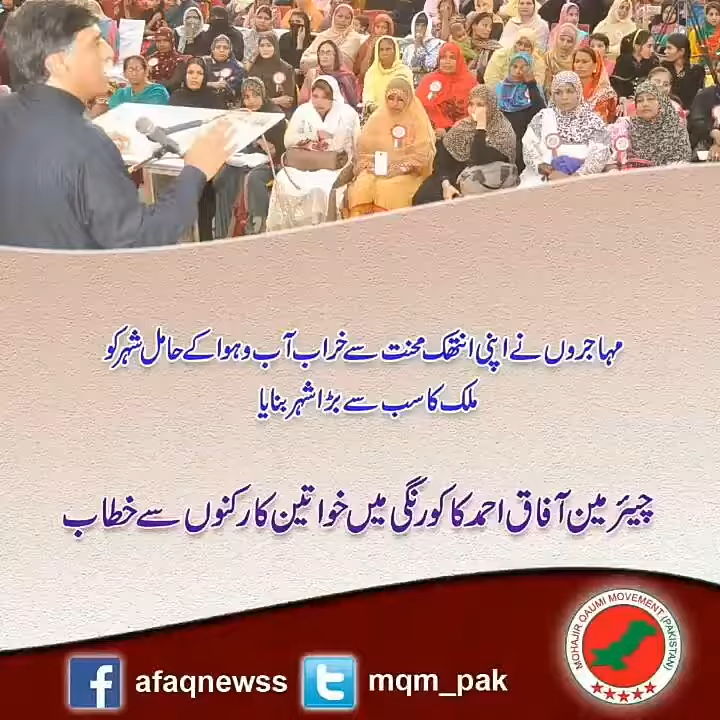 مہاجروں نے اپنی انتھک محنت سے خراب آب و ہوا کے حامل شہر کو
ملک کا سب سے بڑا شہر بنایا
چیئرمین آفاق احمد کا کورنگی میں خواتین کارکنوں سے خطاب
MOHAJIR QAUMI MOVEMENT (PAKISTAN)
afaqnewss
mqm_pak